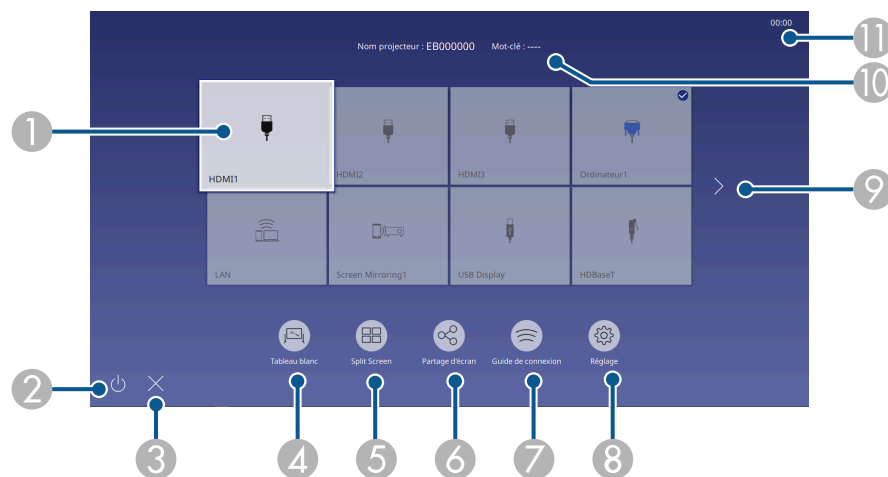 00:00
11
Nom projecteur : EB000000 Mot-clé : ----
10
1
HDMI1
HDMI2
HDMI3
Ordinateur1
9
LAN
Screen Mirroring1
USB Display
HDBaseT
Tableau blanc
Split Screen
Partage d'écran
Guide de connexion
Réglage
2
3
4
5
6
7
8